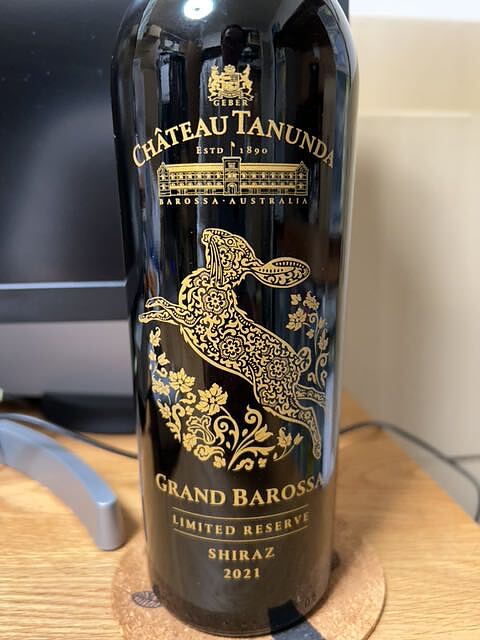 GEBER
CHÂTEAU TANUNDA
ESTD 1890
BAROSSA · AUSTRALIA
GRAND BAROSSA
LIMITED RESERVE
SHIRAZ
2021